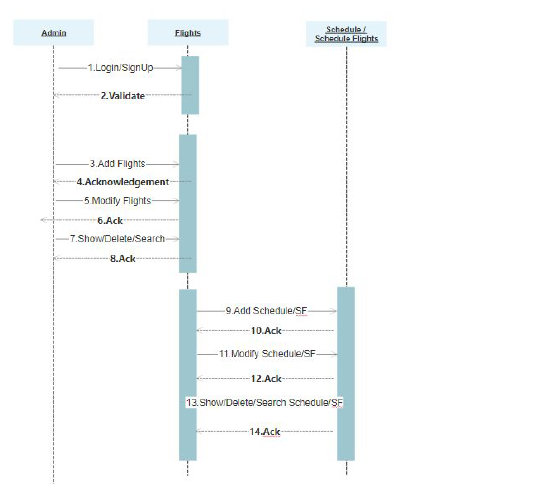 Admin
Flights
Schedule /
Schedule Flights
1.Login/SignUp
2.Validate
3.Add Flights
4.Acknowledgement
5.Modify Flights
6.Ack
7.Show/Delete/Search
8.Ack
9.Add Schedule/SF
10.Ack
11.Modify Schedule/SF
12.Ack
13.Show/Delete/Search Schedule/SF
14.Ack